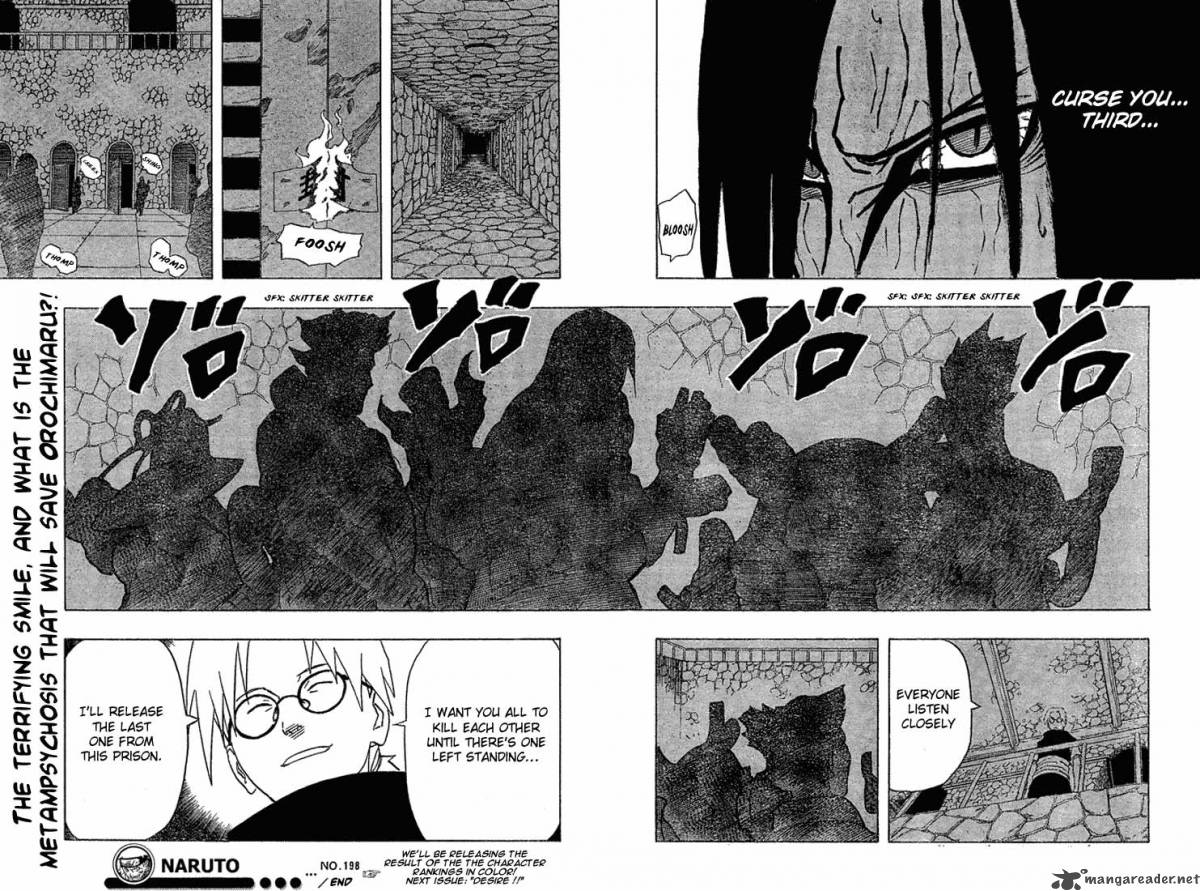 CURSE YOU...
THIRD...
BLOOSH
FOOSH
CREAK
SHING
THOMP
THOMP
SFX: SFX: SKITTER SKITTER
SFX: SKITTER SKITTER
ゾロ
ゾロ
ゾロ
ゾロ
EVERYONE
LISTEN
CLOSELY
I WANT YOU ALL TO
KILL EACH OTHER
UNTIL THERE'S ONE
LEFT STANDING...
I'LL RELEASE
THE LAST
ONE FROM
THIS PRISON.
THE TERRIFYING SMILE, AND WHAT IS THE
METAMPSYCHOSIS THAT WILL SAVE OROCHIMARU?!
NARUTO
... NO.198
/ END
WE'LL BE RELEASING THE
RESULT OF THE THE CHARACTER
RANKINGS IN COLOR!
NEXT ISSUE: "DESIRE !!"
mangareader.net